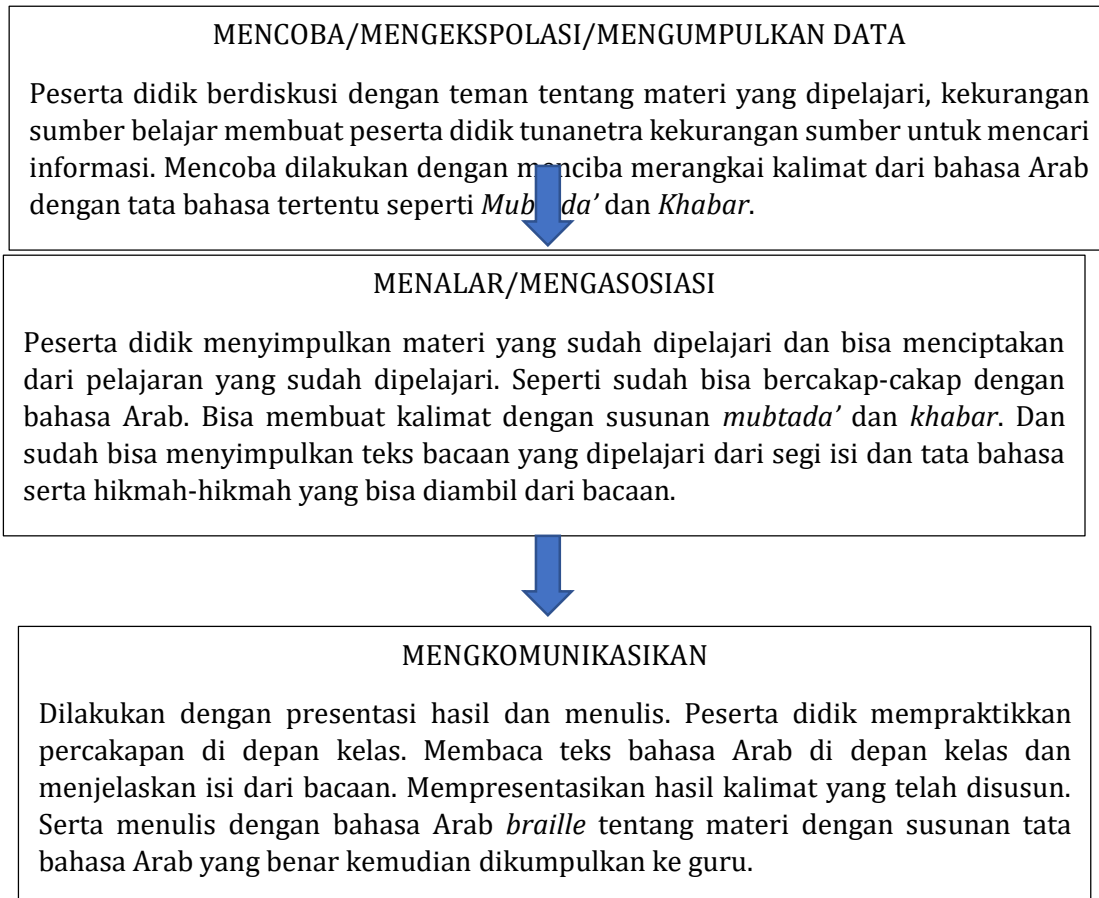 MENCOBA/MENGEKSPOLASI/MENGUMPULKAN DATA
Peserta didik berdiskusi dengan teman tentang materi yang dipelajari, kekurangan
sumber belajar membuat peserta didik tunanetra kekurangan sumber untuk mencari
informasi. Mencoba dilakukan dengan menciba merangkai kalimat dari bahasa Arab
dengan tata bahasa tertentu seperti dan Khabar.
MENALAR/MENGASOSIASI
Peserta didik menyimpulkan materi yang sudah dipelajari dan bisa menciptakan
dari pelajaran yang sudah dipelajari. Seperti sudah bisa bercakap-cakap dengan
bahasa Arab. Bisa membuat kalimat dengan susunan mubtada’ dan khabar. Dan
sudah bisa menyimpulkan teks bacaan yang dipelajari dari segi isi dan tata bahasa
serta hikmah-hikmah yang bisa diambil dari bacaan.
MENGKOMUNIKASIKAN
Dilakukan dengan presentasi hasil dan menulis. Peserta didik mempraktikkan
percakapan di depan kelas. Membaca teks bahasa Arab di depan kelas dan
menjelaskan isi dari bacaan. Mempresentasikan hasil kalimat yang telah disusun.
Serta menulis dengan bahasa Arab braille tentang materi dengan susunan tata
bahasa Arab yang benar kemudian dikumpulkan ke guru.